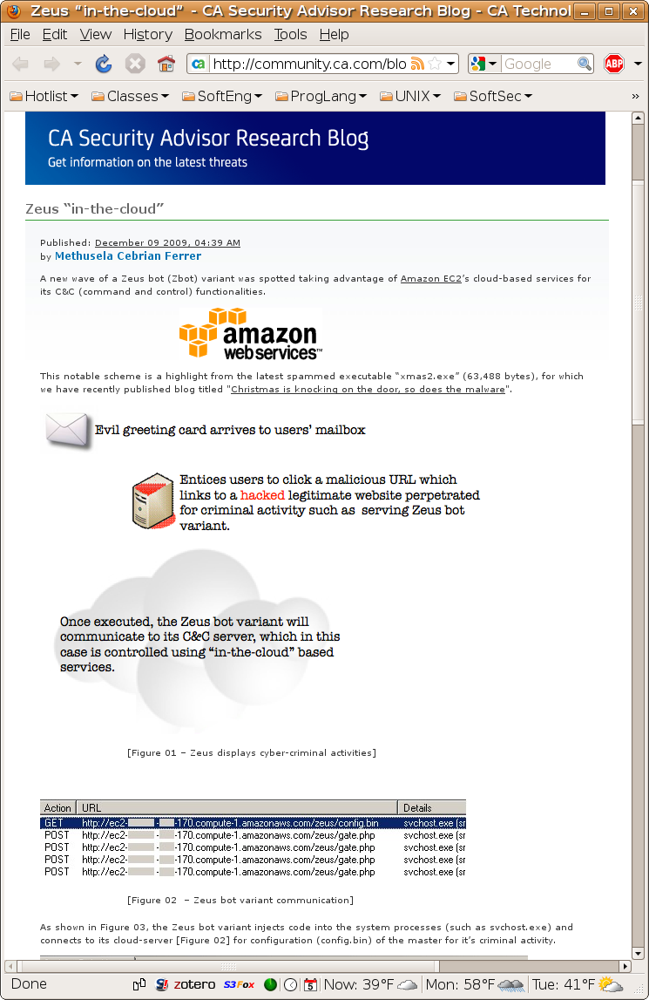 Zeus “in-the-cloud” - CA Security Advisor Research Blog - CA Technol
File Edit View History Bookmarks Tools Help
ca http://community.ca.com/blo Google ABP
Hotlist Classes SoftEng ProgLang UNIX SoftSec »
CA Security Advisor Research Blog
Get information on the latest threats
Zeus “in-the-cloud”
Published: December 09 2009, 04:39 AM
by Methusela Cebrian Ferrer
A new wave of a Zeus bot (Zbot) variant was spotted taking advantage of Amazon EC2's cloud-based services for
its C&C (command and control) functionalities.
amazon
webservices™
This notable scheme is a highlight from the latest spammed executable “xmas2.exe” (63,488 bytes), for which
we have recently published blog titled "Christmas is knocking on the door, so does the malware".
Evil greeting card arrives to users’ mailbox
Entices users to click a malicious URL which
links to a hacked legitimate website perpetrated
for criminal activity such as serving Zeus bot
variant.
Once executed, the Zeus bot variant will
communicate to its C&C server, which in this
case is controlled using “in-the-cloud” based
services.
[Figure 01 – Zeus displays cyber-criminal activities]
Action URL Details
GET http://ec2- - -170.compute-1.amazonaws.com/zeus/config.bin svchost.exe (sr
POST http://ec2- - -170.compute-1.amazonaws.com/zeus/gate.php svchost.exe (sr
POST http://ec2- - -170.compute-1.amazonaws.com/zeus/gate.php svchost.exe (sr
POST http://ec2- - -170.compute-1.amazonaws.com/zeus/gate.php svchost.exe (sr
POST http://ec2- - -170.compute-1.amazonaws.com/zeus/gate.php svchost.exe (sr
[Figure 02 – Zeus bot variant communication]
As shown in Figure 03, the Zeus bot variant injects code into the system processes (such as svchost.exe) and
connects to its cloud-server [Figure 02] for configuration (config.bin) of the master for it’s criminal activity.
Done S! zotero S3Fox 5 Now: 39°F Mon: 58°F Tue: 41°F